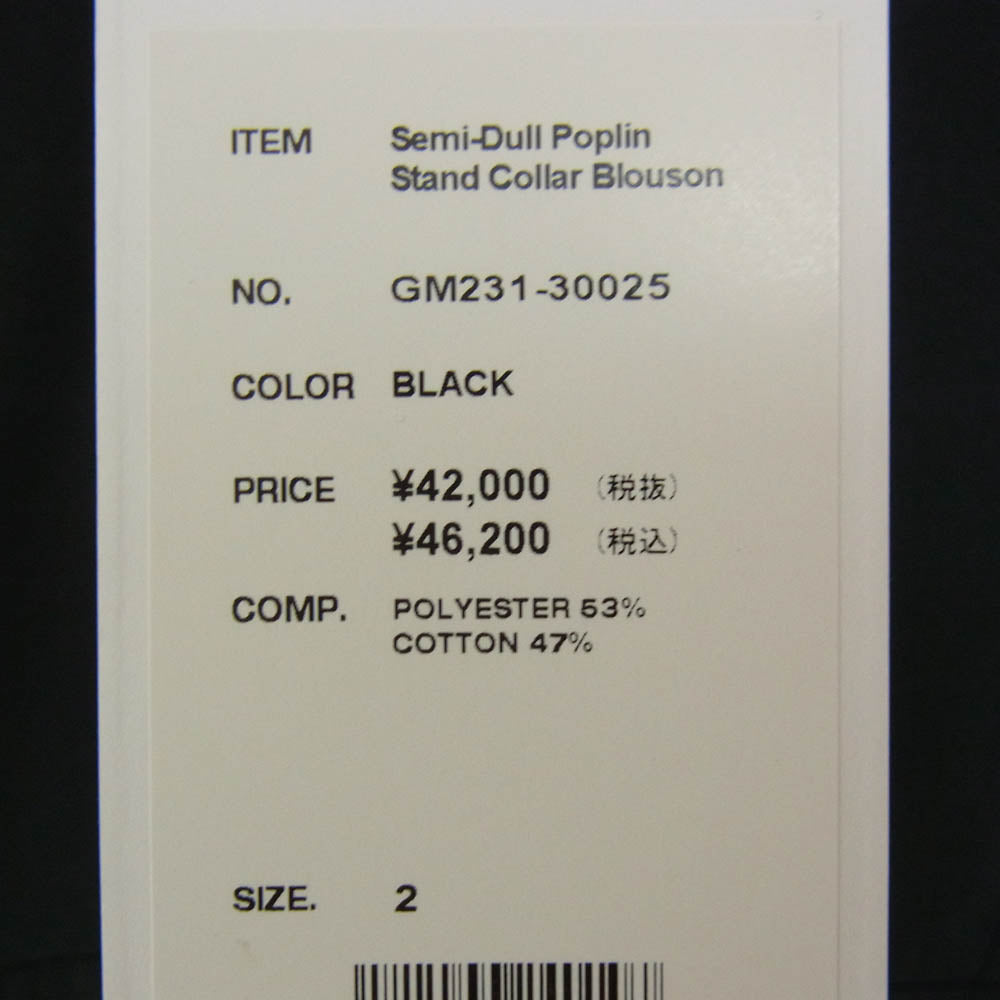 ITEM Semi-Dull Poplin
Stand Collar Blouson
NO. GM231-30025
COLOR BLACK
PRICE ¥42,000 (税抜)
¥46,200 (税込)
COMP. POLYESTER 53%
COTTON 47%
SIZE. 2